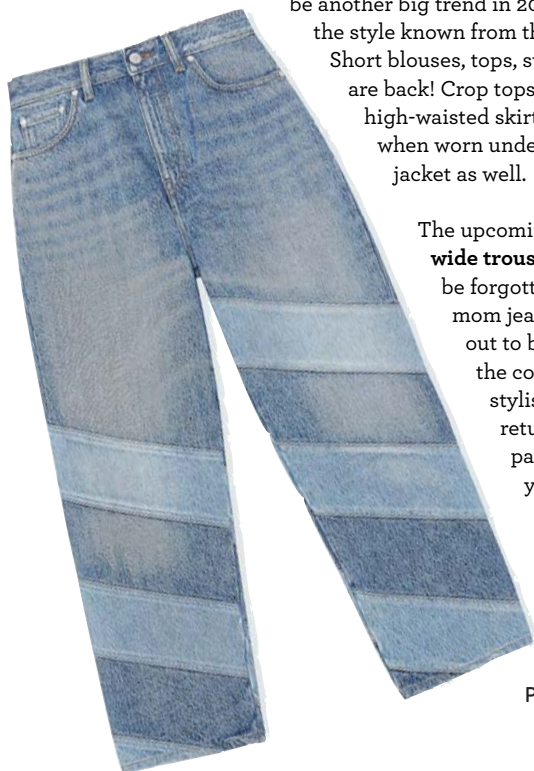 be another big trend in 20
the style known from th
Short blouses, tops, s
are back! Crop tops
high-waisted skirt
when worn unde
jacket as well.
The upcomi
wide trous
be forgott
mom jea
out to b
the co
stylis
retu
pa
y
P